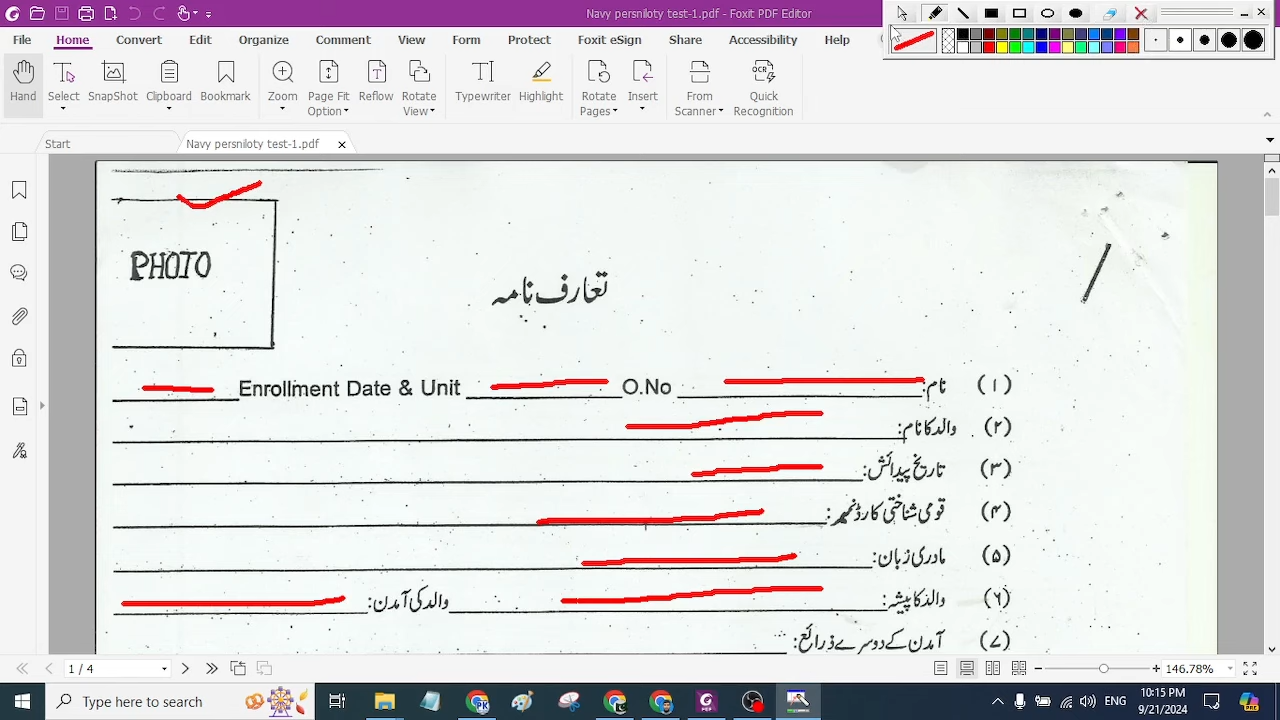 Navy persniloty test-1.pdf - Foxit PDF Editor
File Home Convert Edit Organize Comment View Form Protect Foxit eSign Share Accessibility Help
Hand Select SnapShot Clipboard Bookmark Zoom Page Fit Option Reflow Rotate View Typewriter Highlight Rotate Pages Insert From Scanner Quick Recognition
Start Navy persniloty test-1.pdf
PHOTO
تعارف نامہ
(۱) نام: O.No Enrollment Date & Unit
(۲) والد کا نام:
(۳) تاریخ پیدائش:
(۴) قومی شناختی کارڈ نمبر:
(۵) مادری زبان:
(۶) والد کا پیشہ: والد کی آمدن:
(۷) آمدن کے دوسرے ذرائع:
1 / 4
146.78%
Type here to search
ENG
10:15 PM
9/21/2024